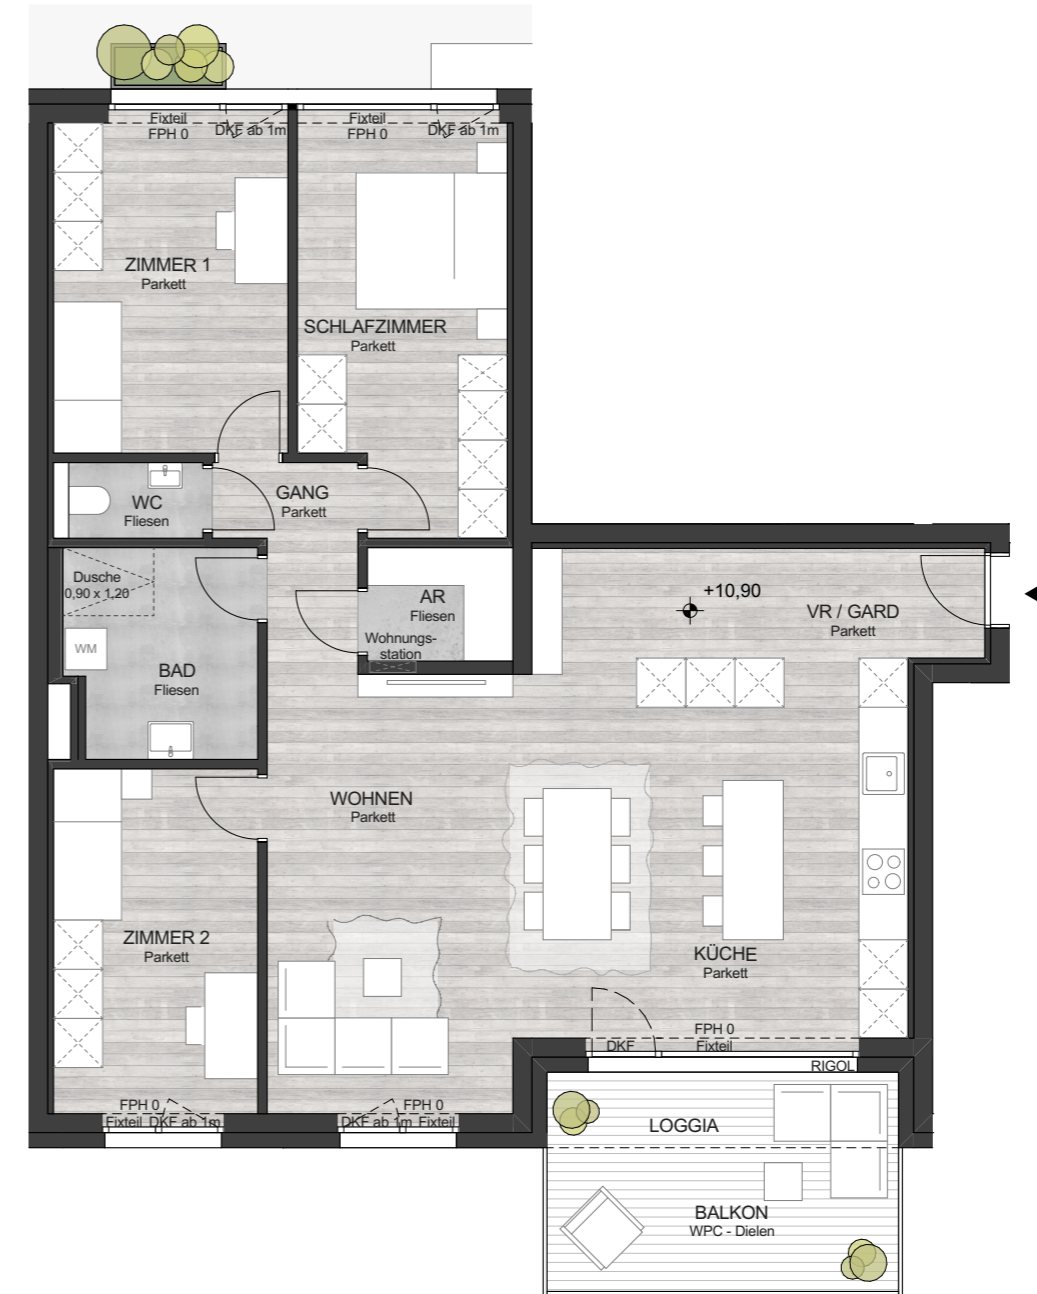 Fixteil
FPH 0
DKF ab 1m
Fixteil
FPH 0
DKF ab 1m
ZIMMER 1
Parkett
SCHLAFZIMMER
Parkett
WC
Fliesen
GANG
Parkett
Dusche
0,90 x 1,20
WM
BAD
Fliesen
AR
Fliesen
Wohnungs-
station
+10,90
VR / GARD
Parkett
WOHNEN
Parkett
ZIMMER 2
Parkett
KÜCHE
Parkett
FPH 0
DKF
Fixteil
RIGOL
FPH 0
Fixteil
DKF ab 1m
FPH 0
DKF ab 1m
Fixteil
LOGGIA
BALKON
WPC - Dielen